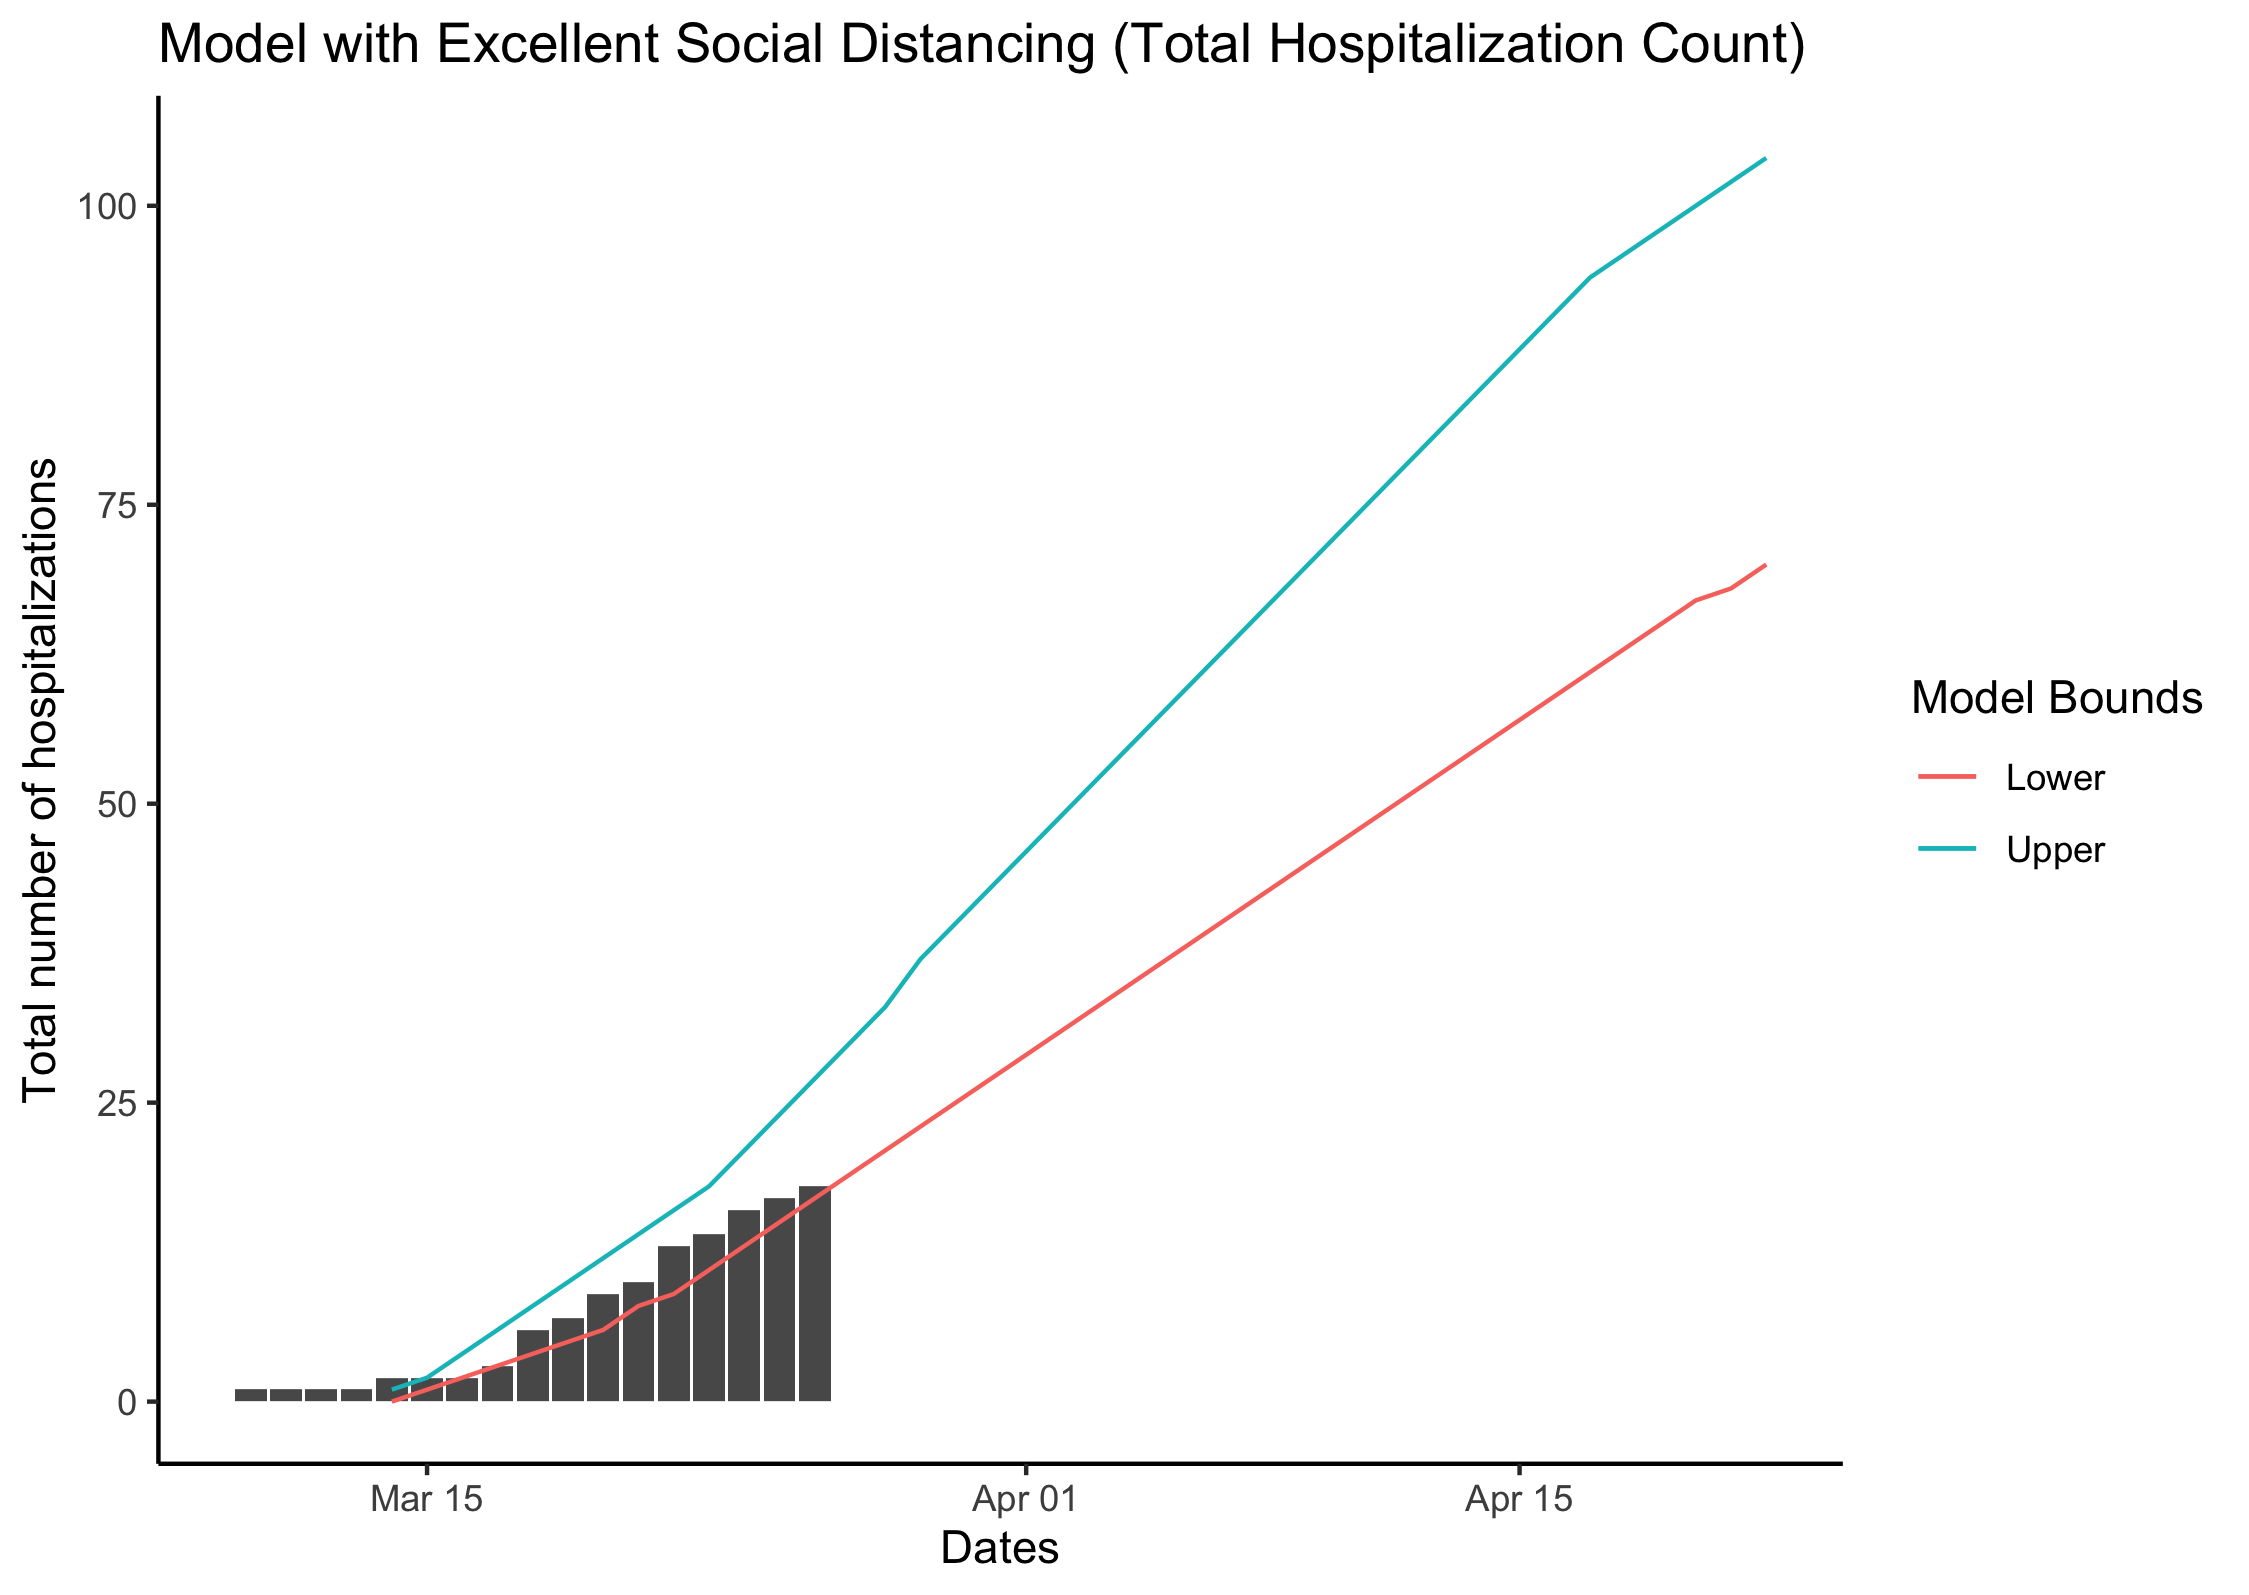 Model with Excellent Social Distancing (Total Hospitalization Count)
Total number of hospitalizations
100
75
50
25
0
Mar 15
Apr 01
Apr 15
Dates
Model Bounds
Lower
Upper